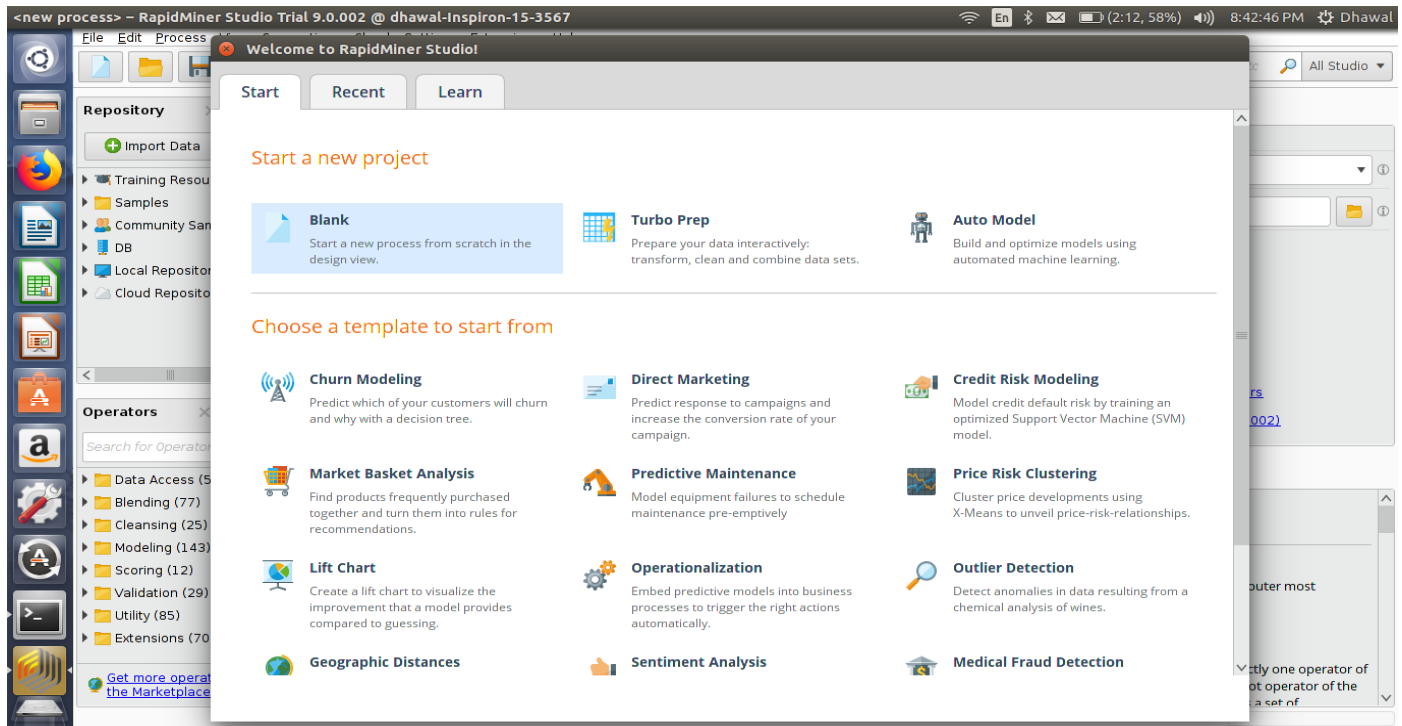 <new process> – RapidMiner Studio Trial 9.0.002 @ dhawal-Inspiron-15-3567
En
(2:12, 58%)
8:42:46 PM
Dhawal
File Edit Process
Welcome to RapidMiner Studio!
All Studio
Start Recent Learn
Repository
Import Data
Training Resou
Samples
Community Sam
DB
Local Repositor
Cloud Reposito
Operators
Search for Operator
Data Access (5
Blending (77)
Cleansing (25)
Modeling (143)
Scoring (12)
Validation (29)
Utility (85)
Extensions (70
Get more operat
the Marketplace
Start a new project
Blank
Start a new process from scratch in the
design view.
Turbo Prep
Prepare your data interactively:
transform, clean and combine data sets.
Auto Model
Build and optimize models using
automated machine learning.
Choose a template to start from
Churn Modeling
Predict which of your customers will churn
and why with a decision tree.
Direct Marketing
Predict response to campaigns and
increase the conversion rate of your
campaign.
Credit Risk Modeling
Model credit default risk by training an
optimized Support Vector Machine (SVM)
model.
Market Basket Analysis
Find products frequently purchased
together and turn them into rules for
recommendations.
Predictive Maintenance
Model equipment failures to schedule
maintenance pre-emptively
Price Risk Clustering
Cluster price developments using
X-Means to unveil price-risk-relationships.
Lift Chart
Create a lift chart to visualize the
improvement that a model provides
compared to guessing.
Operationalization
Embed predictive models into business
processes to trigger the right actions
automatically.
Outlier Detection
Detect anomalies in data resulting from a
chemical analysis of wines.
Geographic Distances
Sentiment Analysis
Medical Fraud Detection
rs
002)
outer most
ctly one operator of
ot operator of the
s a set of